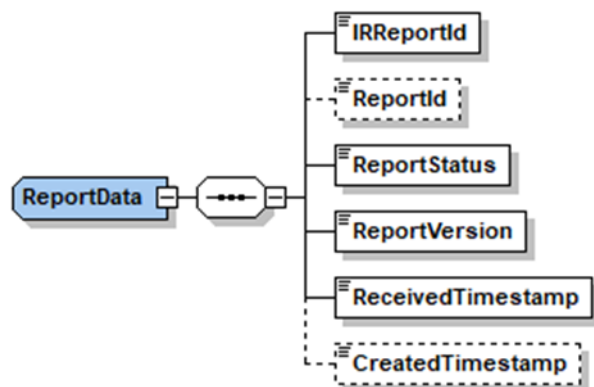 IRReportId
ReportId
ReportStatus
ReportData
ReportVersion
ReceivedTimestamp
CreatedTimestamp